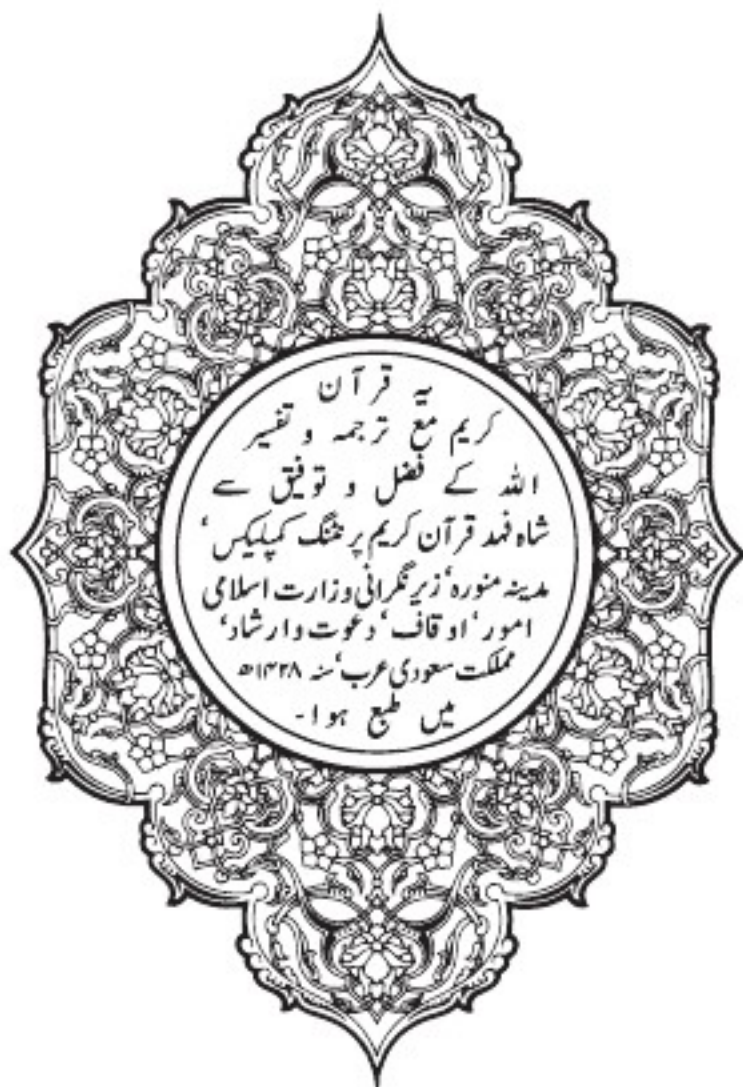 یہ قرآن
کریم مع ترجمہ و تفسیر
اللہ کے فضل و توفیق سے
شاہ فہد قرآن کریم پرنٹنگ کمپلیکس‘
مدینہ منورہ‘ زیر نگرانی وزارت اسلامی
امور‘ اوقاف‘ دعوت و ارشاد‘
مملکت سعودی عرب‘ سنہ ۱۴۲۸ھ
میں طبع ہوا۔